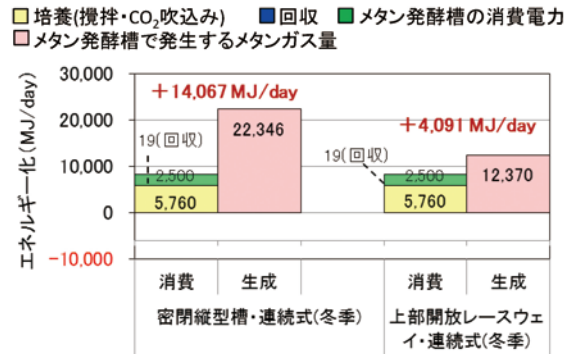 培養(攪拌・CO₂吹込み) 回収 メタン発酵槽の消費電力
メタン発酵槽で発生するメタンガス量
エネルギー化(MJ/day)
30,000
20,000
10,000
0
-10,000
+14,067 MJ/day
+4,091 MJ/day
19(回収)
2,500
5,760
22,346
19(回収)
2,500
5,760
12,370
消費 生成 消費 生成
密閉縦型槽・連続式(冬季) 上部開放レースウェ
イ・連続式(冬季)